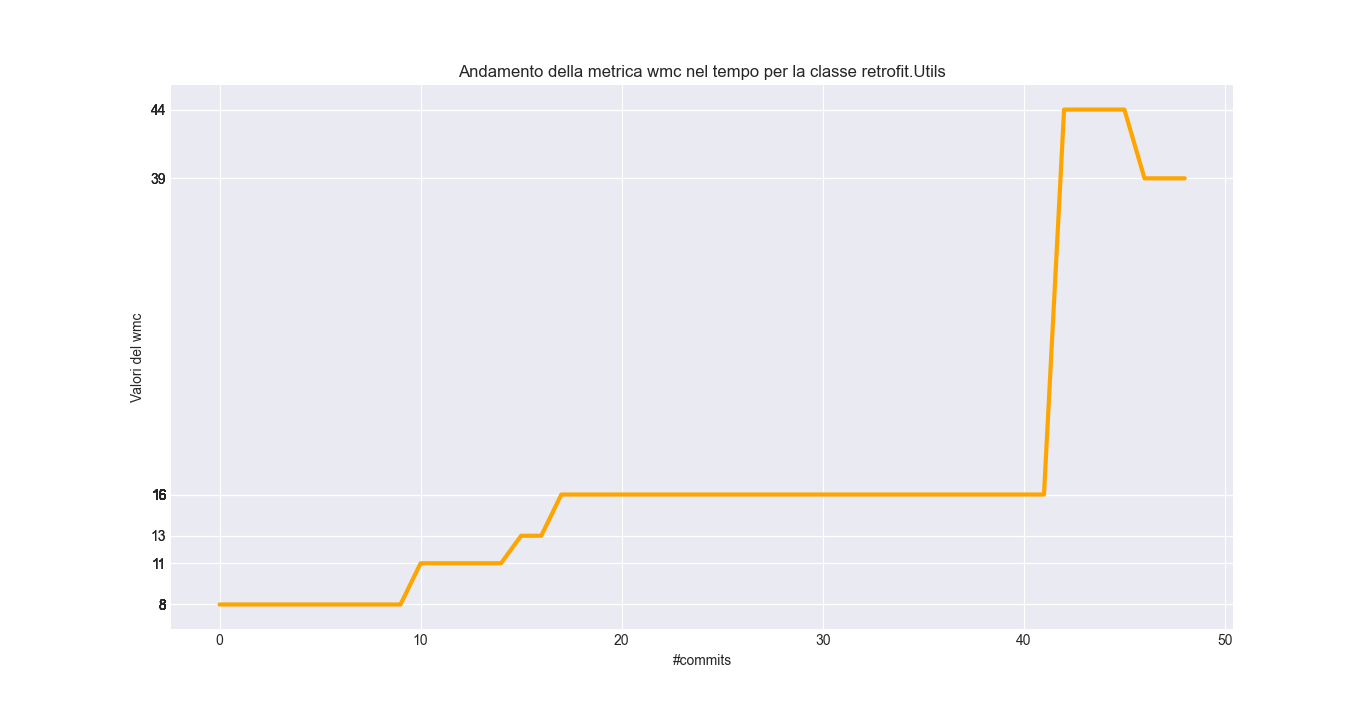 Andamento della metrica wmc nel tempo per la classe retrofit.Utils
44
39
Valori del wmc
16
13
11
8
0 10 20 30 40 50
#commits